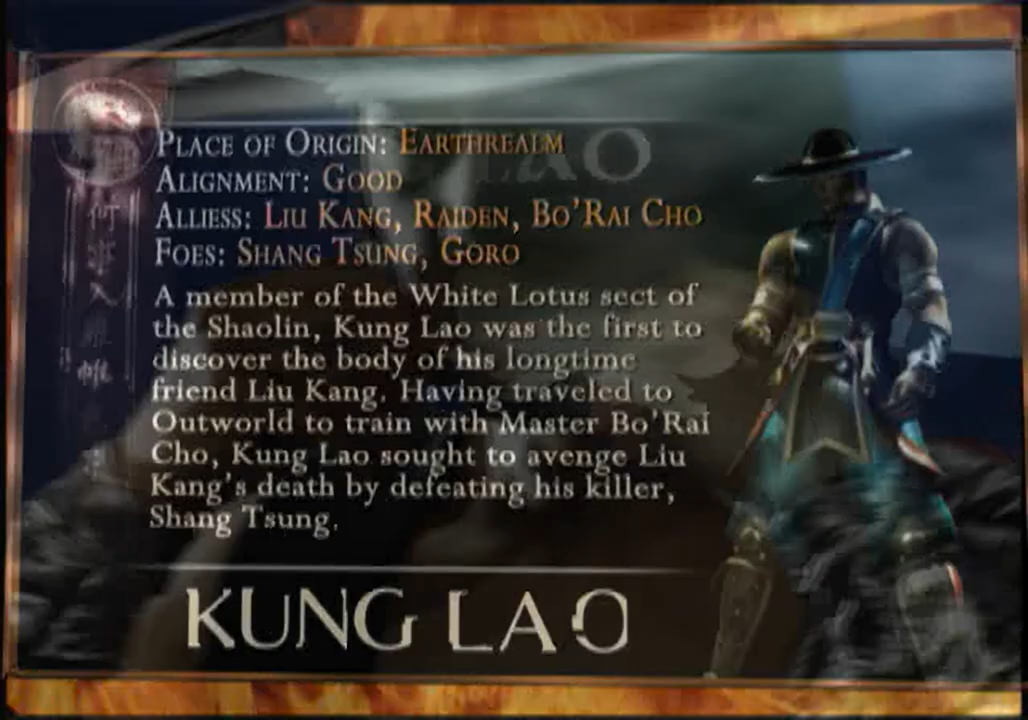 PLACE OF ORIGIN: EARTHREALM
ALIGNMENT: GOOD
ALLIESS: LIU KANG, RAIDEN, BO'RAI CHO
FOES: SHANG TSUNG, GORO
A member of the White Lotus sect of
the Shaolin, Kung Lao was the first to
discover the body of his longtime
friend Liu Kang. Having traveled to
Outworld to train with Master Bo'Rai
Cho, Kung Lao sought to avenge Liu
Kang's death by defeating his killer,
Shang Tsung.
KUNG LAO